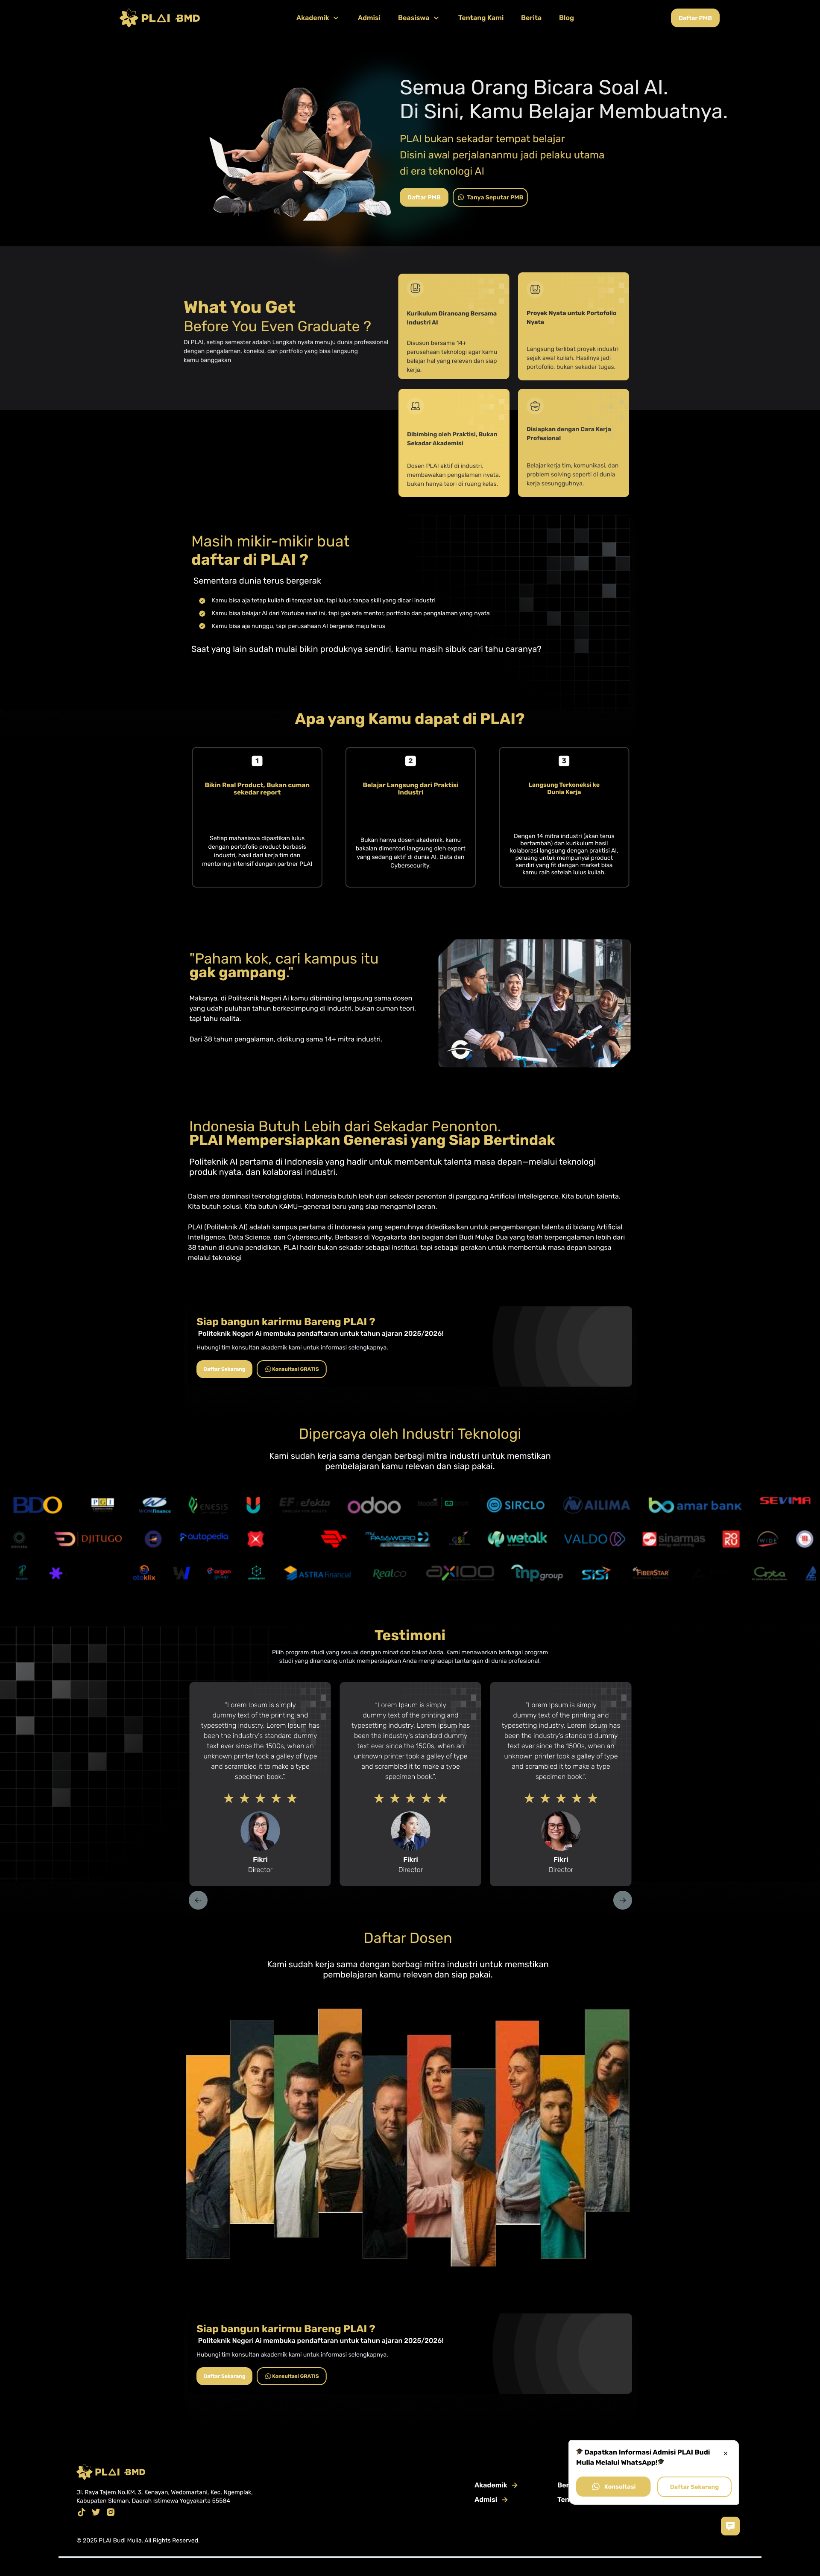 PLAI BMD
Akademik
Admisi
Beasiswa
Tentang Kami
Berita
Blog
Daftar PMB
Semua Orang Bicara Soal AI.
Di Sini, Kamu Belajar Membuatnya.
PLAI bukan sekadar tempat belajar
Disini awal perjalananmu jadi pelaku utama
di era teknologi AI
Daftar PMB
Tanya Seputar PMB
What You Get
Before You Even Graduate ?
Di PLAI, setiap semester adalah Langkah nyata menuju dunia professional
dengan pengalaman, koneksi, dan portfolio yang bisa langsung
kamu banggakan
Kurikulum Dirancang Bersama
Industri AI
Disusun bersama 14+
perusahaan teknologi agar kamu
belajar hal yang relevan dan siap
kerja.
Proyek Nyata untuk Portofolio
Nyata
Langsung terlibat proyek industri
sejak awal kuliah. Hasilnya jadi
portofolio, bukan sekadar tugas.
Dibimbing oleh Praktisi, Bukan
Sekadar Akademisi
Dosen PLAI aktif di industri,
membawakan pengalaman nyata,
bukan hanya teori di ruang kelas.
Disiapkan dengan Cara Kerja
Profesional
Belajar kerja tim, komunikasi, dan
problem solving seperti di dunia
kerja sesungguhnya.
Masih mikir-mikir buat
daftar di PLAI ?
Sementara dunia terus bergerak
Kamu bisa aja tetap kuliah di tempat lain, tapi lulus tanpa skill yang dicari industri
Kamu bisa belajar AI dari Youtube saat ini, tapi gak ada mentor, portfolio dan pengalaman yang nyata
Kamu bisa aja nunggu, tapi perusahaan AI bergerak maju terus
Saat yang lain sudah mulai bikin produknya sendiri, kamu masih sibuk cari tahu caranya?
Apa yang Kamu dapat di PLAI?
1
Bikin Real Product, Bukan cuman
sekedar report
Setiap mahasiswa dipastikan lulus
dengan portofolio product berbasis
industri, hasil dari kerja tim dan
mentoring intensif dengan partner PLAI
2
Belajar Langsung dari Praktisi
Industri
Bukan hanya dosen akademik, kamu
bakalan dimentori langsung oleh expert
yang sedang aktif di dunia AI, Data dan
Cybersecurity.
3
Langsung Terkoneksi ke
Dunia Kerja
Dengan 14 mitra industri (akan terus
bertambah) dan kurikulum hasil
kolaborasi langsung dengan praktisi AI,
peluang untuk mempunyai product
sendiri yang fit dengan market bisa
kamu raih setelah lulus kuliah.
"Paham kok, cari kampus itu
gak gampang."
Makanya, di Politeknik Negeri Ai kamu dibimbing langsung sama dosen
yang udah puluhan tahun berkecimpung di industri, bukan cuman teori,
tapi tahu realita.
Dari 38 tahun pengalaman, didikung sama 14+ mitra industri.
Indonesia Butuh Lebih dari Sekadar Penonton.
PLAI Mempersiapkan Generasi yang Siap Bertindak
Politeknik AI pertama di Indonesia yang hadir untuk membentuk talenta masa depan—melalui teknologi
produk nyata, dan kolaborasi industri.
Dalam era dominasi teknologi global, Indonesia butuh lebih dari sekedar penonton di panggung Artificial Intelleigence. Kita butuh talenta.
Kita butuh solusi. Kita butuh KAMU—generasi baru yang siap mengambil peran.
PLAI (Politeknik AI) adalah kampus pertama di Indonesia yang sepenuhnya didedikasikan untuk pengembangan talenta di bidang Artificial
Intelligence, Data Science, dan Cybersecurity. Berbasis di Yogyakarta dan bagian dari Budi Mulya Dua yang telah berpengalaman lebih dari
38 tahun di dunia pendidikan, PLAI hadir bukan sekadar sebagai institusi, tapi sebagai gerakan untuk membentuk masa depan bangsa
melalui teknologi
Siap bangun karirmu Bareng PLAI ?
Politeknik Negeri Ai membuka pendaftaran untuk tahun ajaran 2025/2026!
Hubungi tim konsultan akademik kami untuk informasi selengkapnya.
Daftar Sekarang
Konsultasi GRATIS
Dipercaya oleh Industri Teknologi
Kami sudah kerja sama dengan berbagai mitra industri untuk memstikan
pembelajaran kamu relevan dan siap pakai.
BDO
ENESIS
EF efekta
odoo
SIRCLO
AILIMA
amar bank
SEVIMA
DJITUGO
autopedia
PASSWORD
wetalk
VALDO
sinarmas
WIDE
otoklix
argon
ASTRA Financial
Realco
AXIOO
tnp group
SISI
FIBERSTAR
Testimoni
Pilih program studi yang sesuai dengan minat dan bakat Anda. Kami menawarkan berbagai program
studi yang dirancang untuk mempersiapkan Anda menghadapi tantangan di dunia profesional.
"Lorem Ipsum is simply
dummy text of the printing and
typesetting industry. Lorem Ipsum has
been the industry's standard dummy
text ever since the 1500s, when an
unknown printer took a galley of type
and scrambled it to make a type
specimen book.".
Fikri
Director
"Lorem Ipsum is simply
dummy text of the printing and
typesetting industry. Lorem Ipsum has
been the industry's standard dummy
text ever since the 1500s, when an
unknown printer took a galley of type
and scrambled it to make a type
specimen book.".
Fikri
Director
"Lorem Ipsum is simply
dummy text of the printing and
typesetting industry. Lorem Ipsum has
been the industry's standard dummy
text ever since the 1500s, when an
unknown printer took a galley of type
and scrambled it to make a type
specimen book.".
Fikri
Director
Daftar Dosen
Kami sudah kerja sama dengan berbagai mitra industri untuk memstikan
pembelajaran kamu relevan dan siap pakai.
Siap bangun karirmu Bareng PLAI ?
Politeknik Negeri Ai membuka pendaftaran untuk tahun ajaran 2025/2026!
Hubungi tim konsultan akademik kami untuk informasi selengkapnya.
Daftar Sekarang
Konsultasi GRATIS
PLAI BMD
Jl. Raya Tajem No.KM. 3, Kenayan, Wedomartani, Kec. Ngemplak,
Kabupaten Sleman, Daerah Istimewa Yogyakarta 55584
© 2025 PLAI Budi Mulia. All Rights Reserved.
Akademik
Admisi
Ber
Ten
Dapatkan Informasi Admisi PLAI Budi
Mulia Melalui WhatsApp!
Konsultasi
Daftar Sekarang